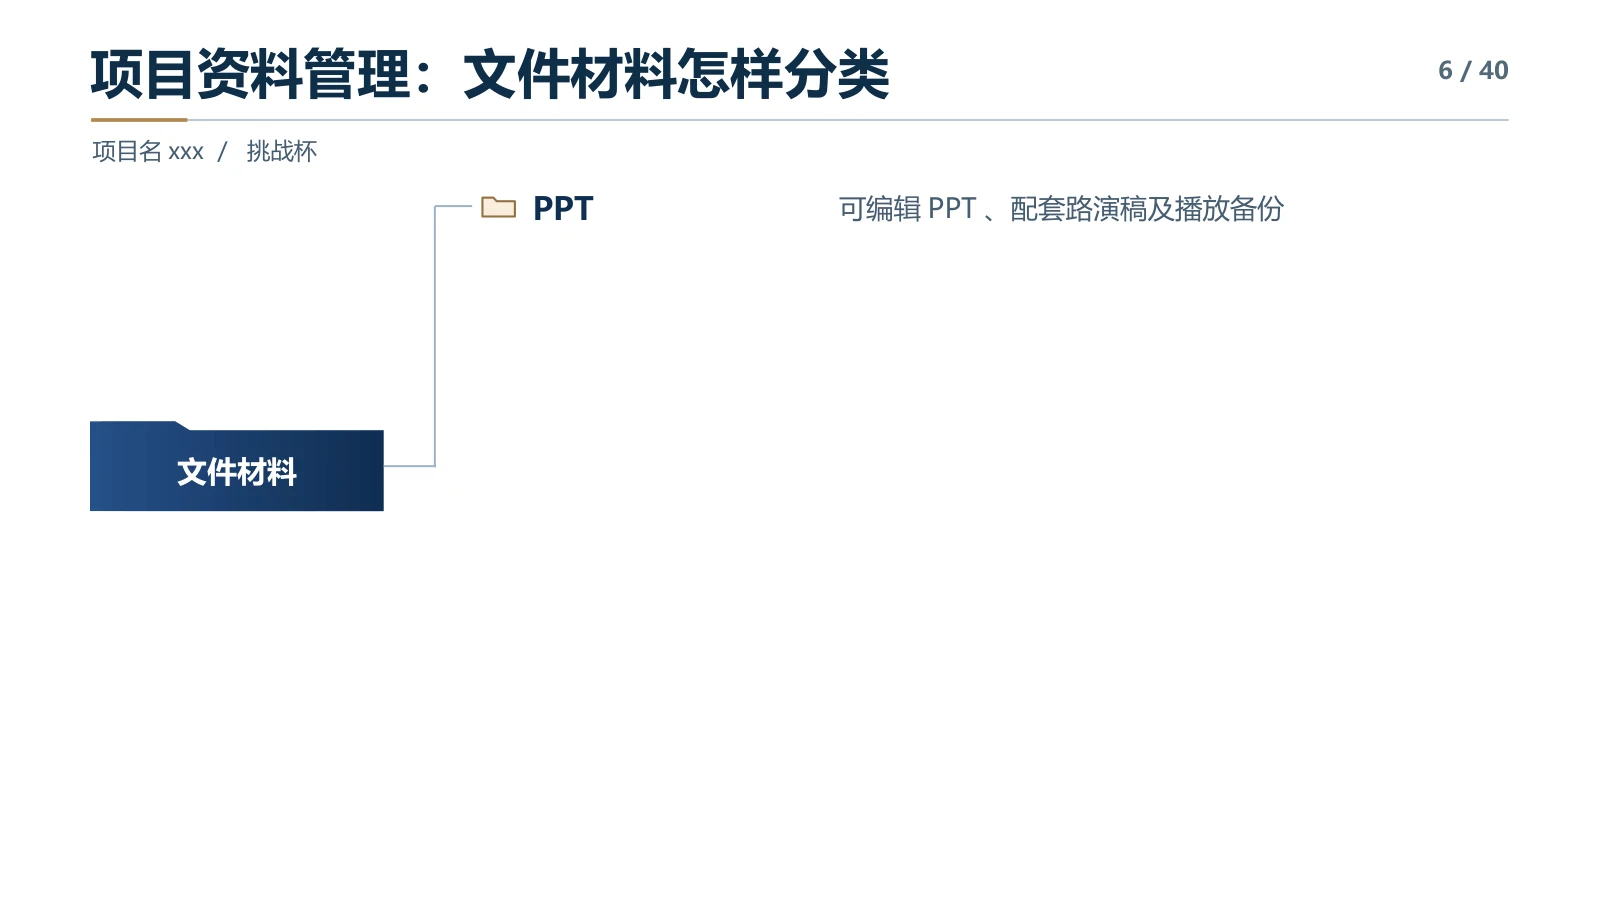 项目资料管理：文件材料怎样分类
6 / 40
项目名 xxx / 挑战杯
PPT
可编辑 PPT 、配套路演稿及播放备份
文件材料